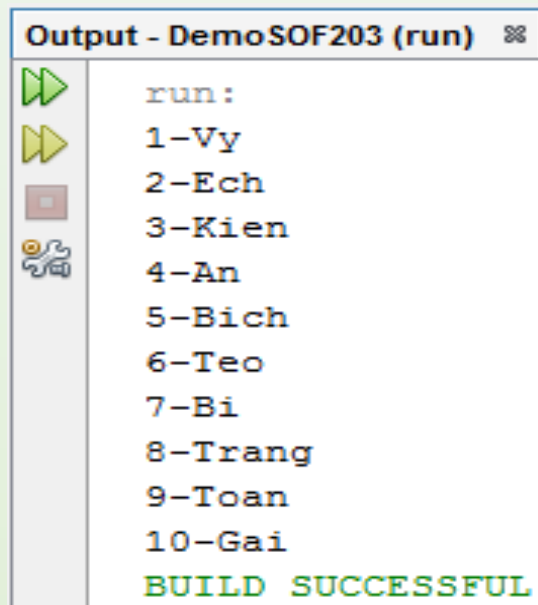 Output - DemoSOF203 (run)
run:
1-Vy
2-Ech
3-Kien
4-An
5-Bich
6-Teo
7-Bi
8-Trang
9-Toan
10-Gai
BUILD SUCCESSFUL